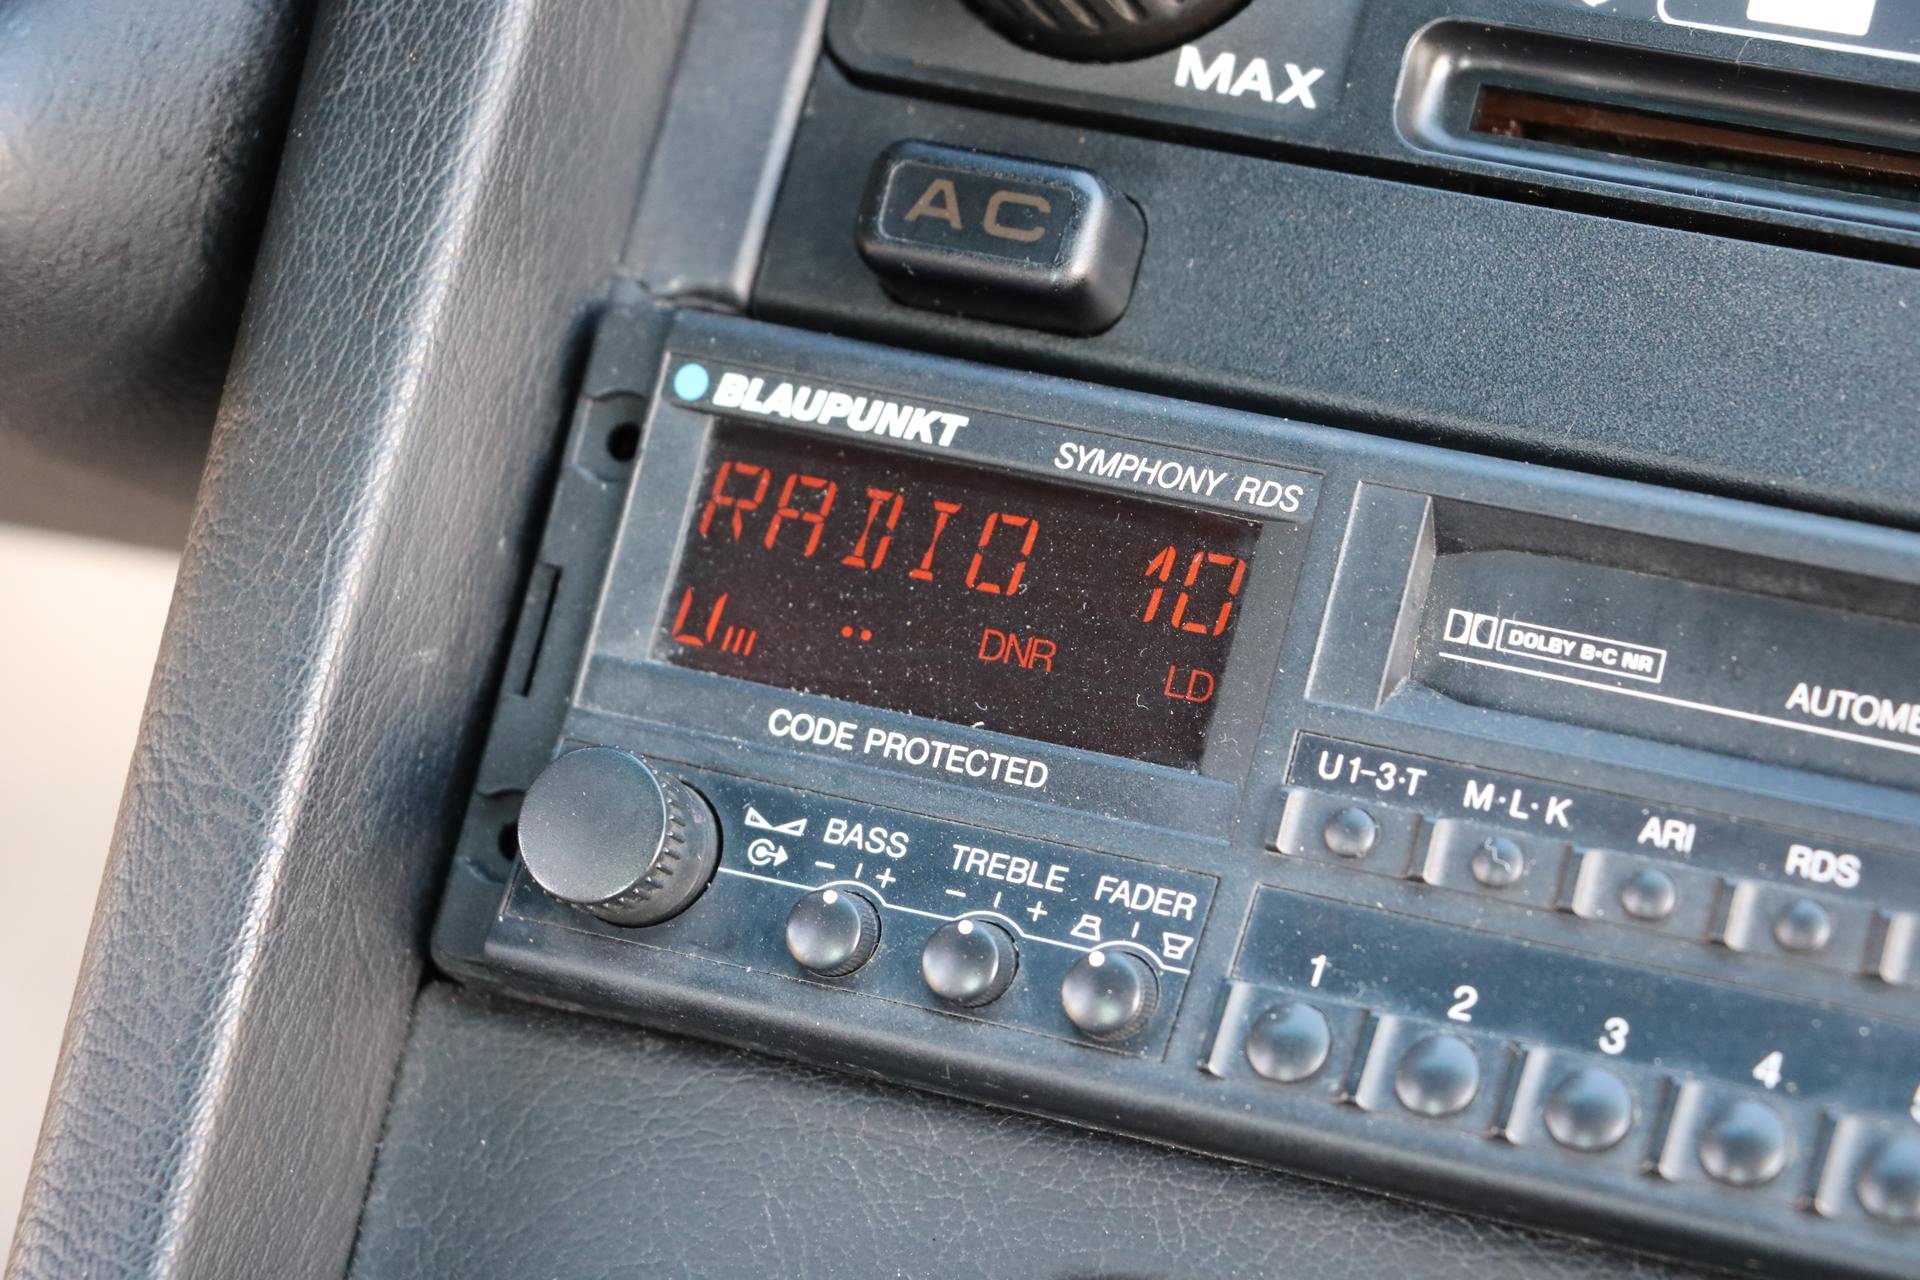 MAX
AC
BLAUPUNKT
SYMPHONY RDS
RADIO 10
U DNR LD
CODE PROTECTED
DOLBY B·C NR
U1-3·T M·L·K ARI RDS
BASS TREBLE FADER
- + - +
1 2 3 4